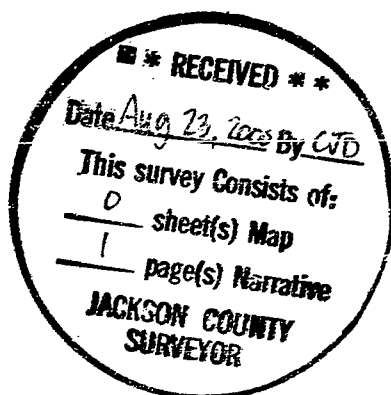 * * RECEIVED * *
Date Aug 23, 2005 By CJD
This survey Consists of:
0 sheet(s) Map
1 page(s) Narrative
JACKSON COUNTY
SURVEYOR